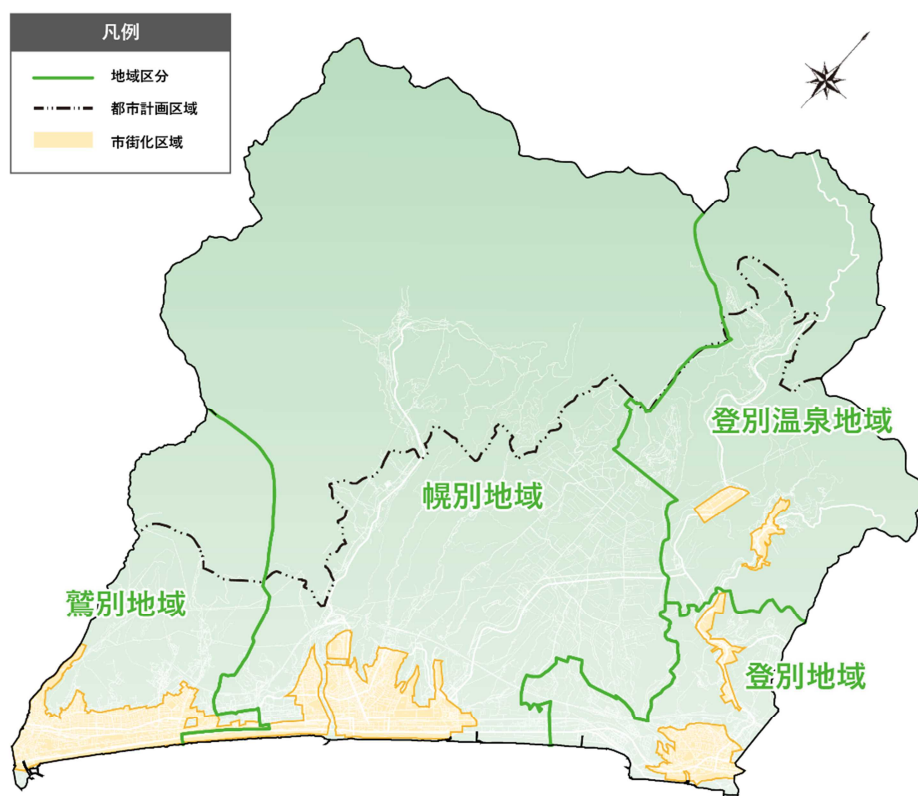 凡例
地域区分
都市計画区域
市街化区域
登別温泉地域
幌別地域
鷲別地域
登別地域